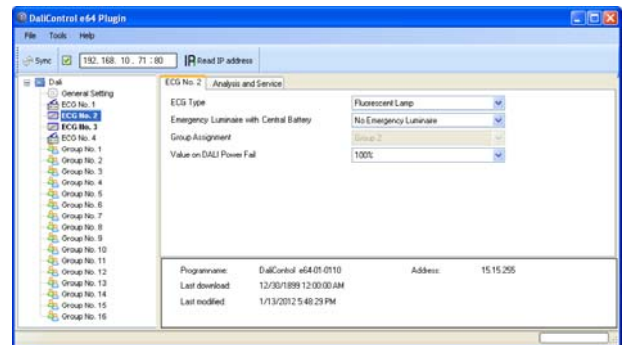 DaliControl e64 Plugin
File Tools Help
Sync 192. 168. 10 . 71 : 80 Read IP address
Dali
General Setting
ECG No. 1
ECG No. 2
ECG No. 3
ECG No. 4
Group No. 1
Group No. 2
Group No. 3
Group No. 4
Group No. 5
Group No. 6
Group No. 7
Group No. 8
Group No. 9
Group No. 10
Group No. 11
Group No. 12
Group No. 13
Group No. 14
Group No. 15
Group No. 16
ECG No. 2 Analysis and Service
ECG Type Fluorescent Lamp
Emergency Luminaire with Central Battery No Emergency Luminaire
Group Assignment Group 2
Value on DALI Power Fail 100%
Programname: DaliControl e64-01-0110 Address: 15.15.255
Last download: 12/30/1899 12:00:00 AM
Last modified: 1/13/2012 5:48:29 PM